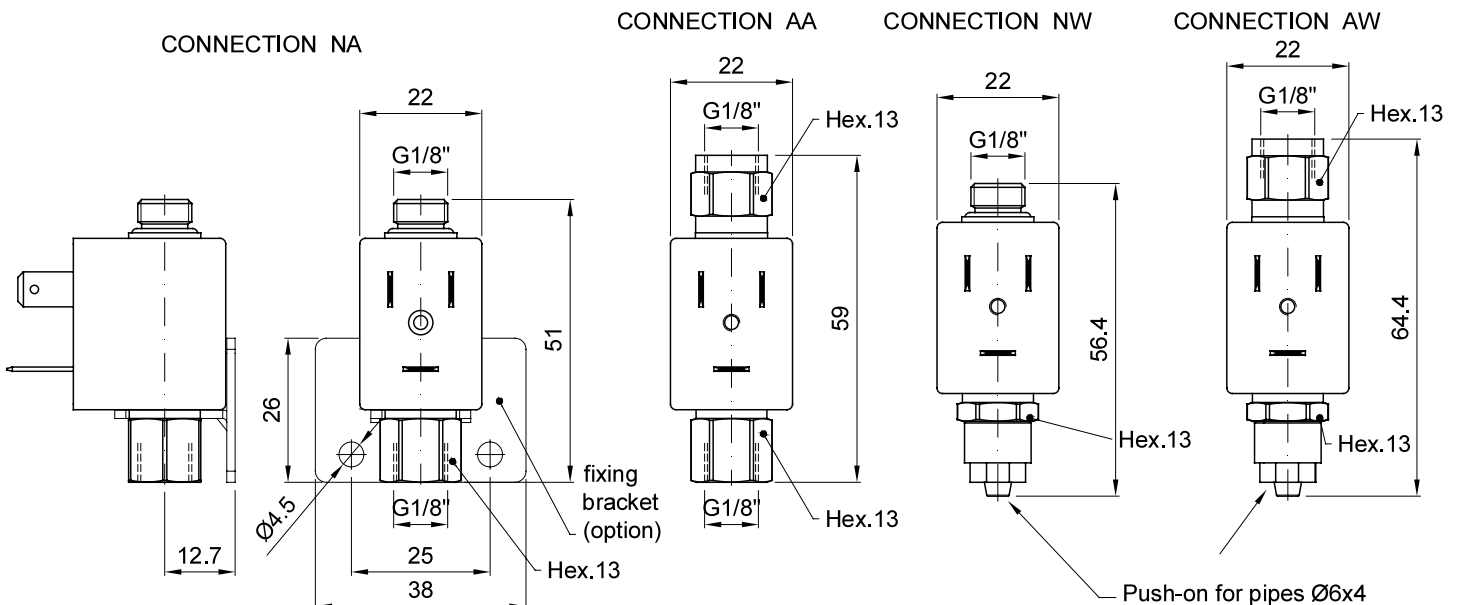 CONNECTION NA
22
G1/8"
51
26
Ø4.5
12.7
G1/8"
25
38
Hex.13
fixing
bracket
(option)
CONNECTION AA
22
G1/8"
Hex.13
59
G1/8"
Hex.13
CONNECTION NW
22
G1/8"
56.4
Hex.13
CONNECTION AW
22
G1/8"
Hex.13
64.4
Hex.13
Push-on for pipes Ø6x4